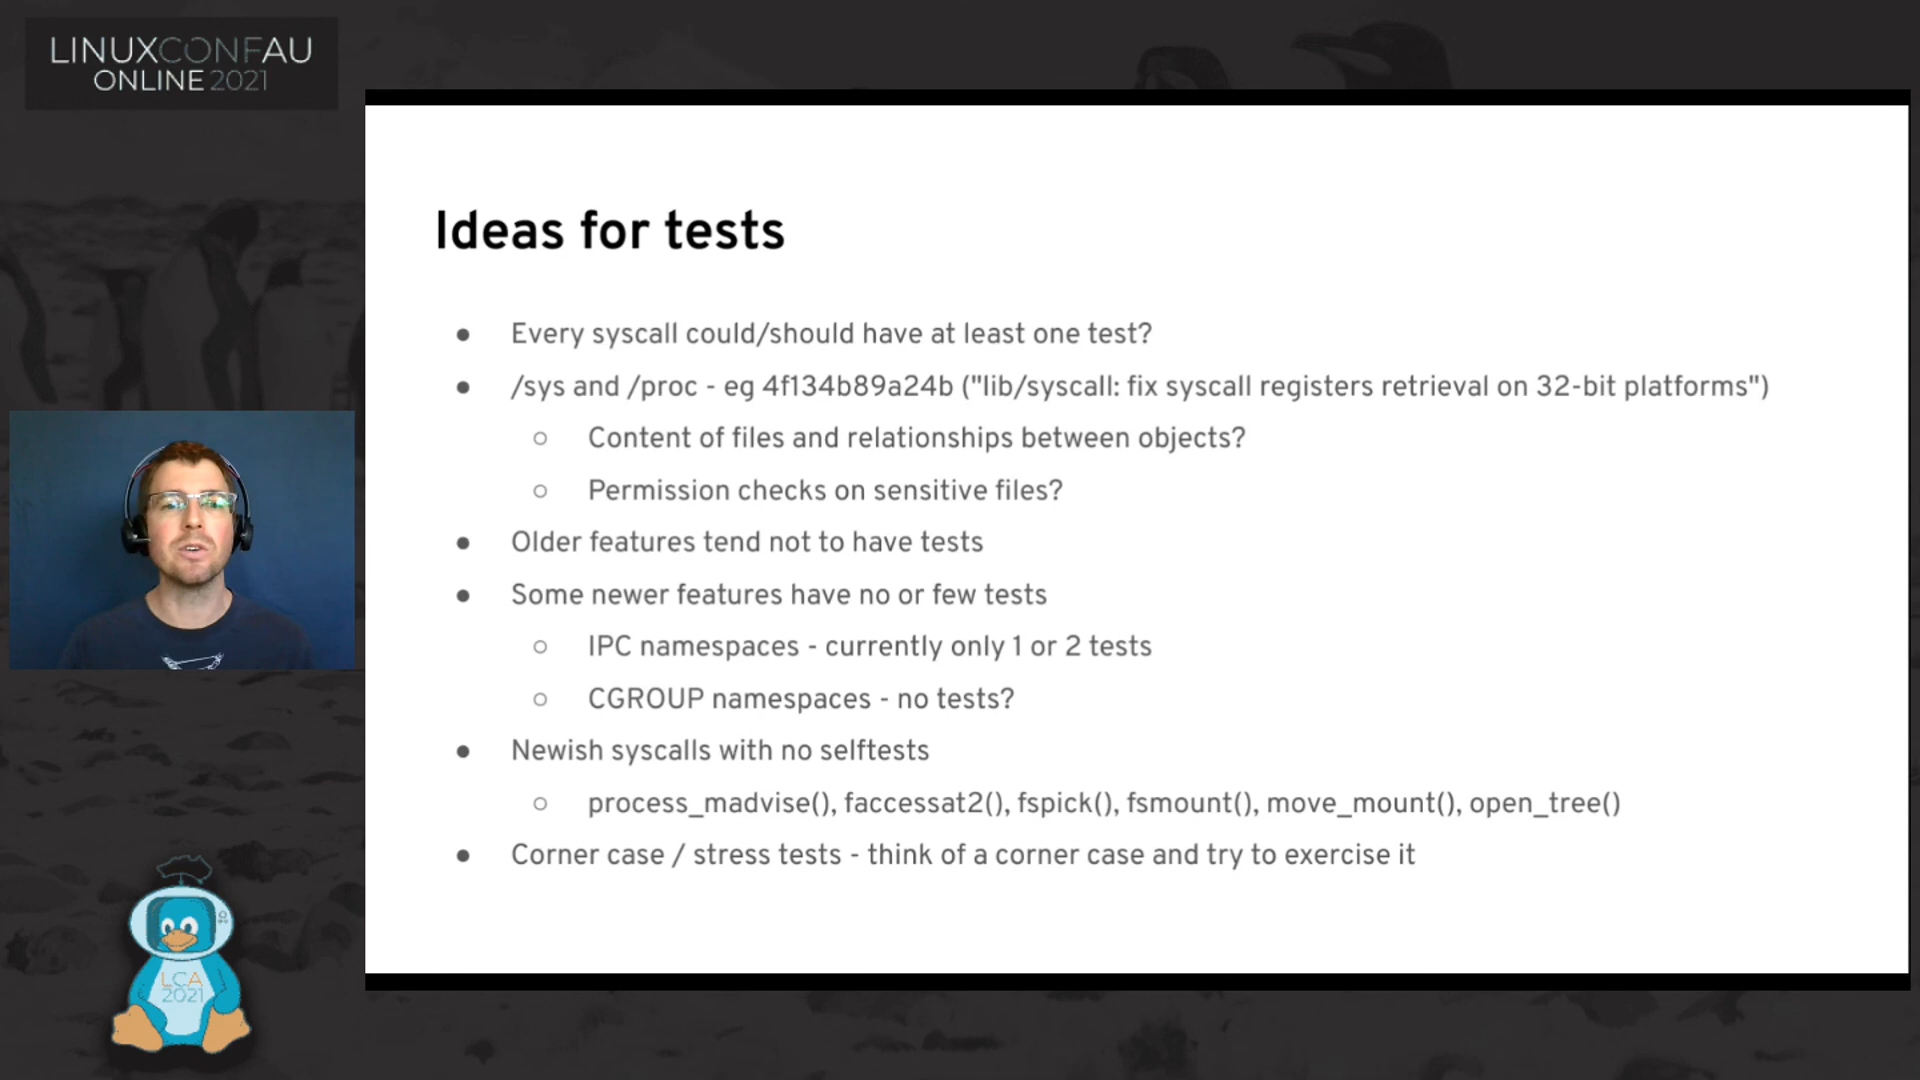 LINUXCONFAU
ONLINE 2021
Ideas for tests
● Every syscall could/should have at least one test?
● /sys and /proc - eg 4f134b89a24b ("lib/syscall: fix syscall registers retrieval on 32-bit platforms")
○ Content of files and relationships between objects?
○ Permission checks on sensitive files?
● Older features tend not to have tests
● Some newer features have no or few tests
○ IPC namespaces - currently only 1 or 2 tests
○ CGROUP namespaces - no tests?
● Newish syscalls with no selftests
○ process_madvise(), faccessat2(), fspick(), fsmount(), move_mount(), open_tree()
● Corner case / stress tests - think of a corner case and try to exercise it
LCA
2021